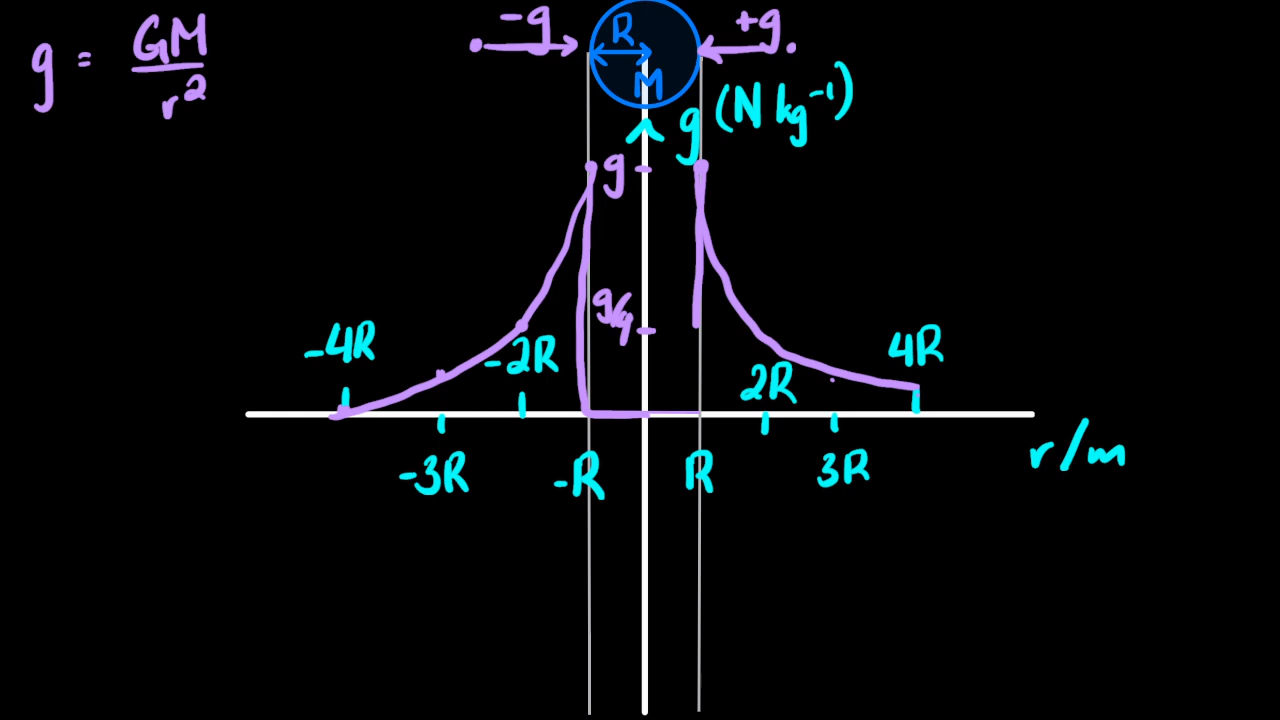 g = GM / r²
-g
+g
R
M
g (N kg⁻¹)
g
g/4
-4R
-3R
-2R
-R
R
2R
3R
4R
r/m